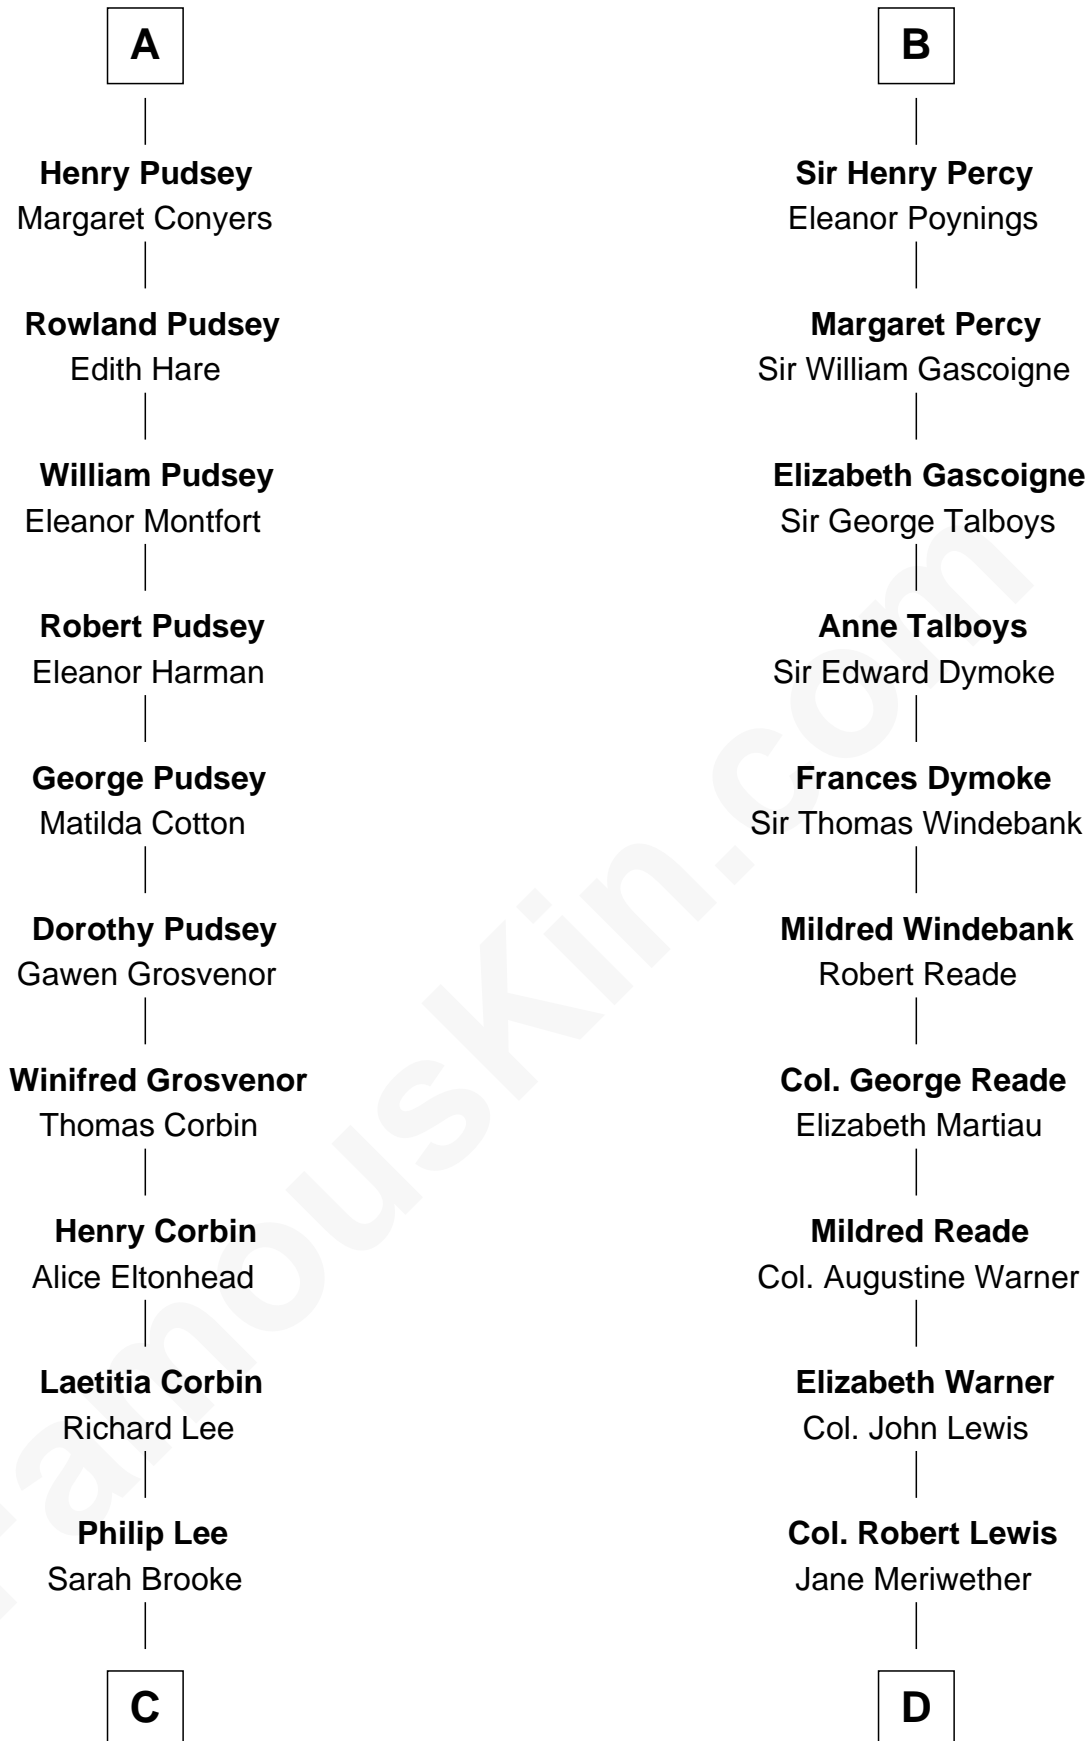 A
Henry Pudsey
Margaret Conyers
Rowland Pudsey
Edith Hare
William Pudsey
Eleanor Montfort
Robert Pudsey
Eleanor Harman
George Pudsey
Matilda Cotton
Dorothy Pudsey
Gawen Grosvenor
Winifred Grosvenor
Thomas Corbin
Henry Corbin
Alice Eltonhead
Laetitia Corbin
Richard Lee
Philip Lee
Sarah Brooke
C
B
Sir Henry Percy
Eleanor Poynings
Margaret Percy
Sir William Gascoigne
Elizabeth Gascoigne
Sir George Talboys
Anne Talboys
Sir Edward Dymoke
Frances Dymoke
Sir Thomas Windebank
Mildred Windebank
Robert Reade
Col. George Reade
Elizabeth Martiau
Mildred Reade
Col. Augustine Warner
Elizabeth Warner
Col. John Lewis
Col. Robert Lewis
Jane Meriwether
D
FamousKin.com